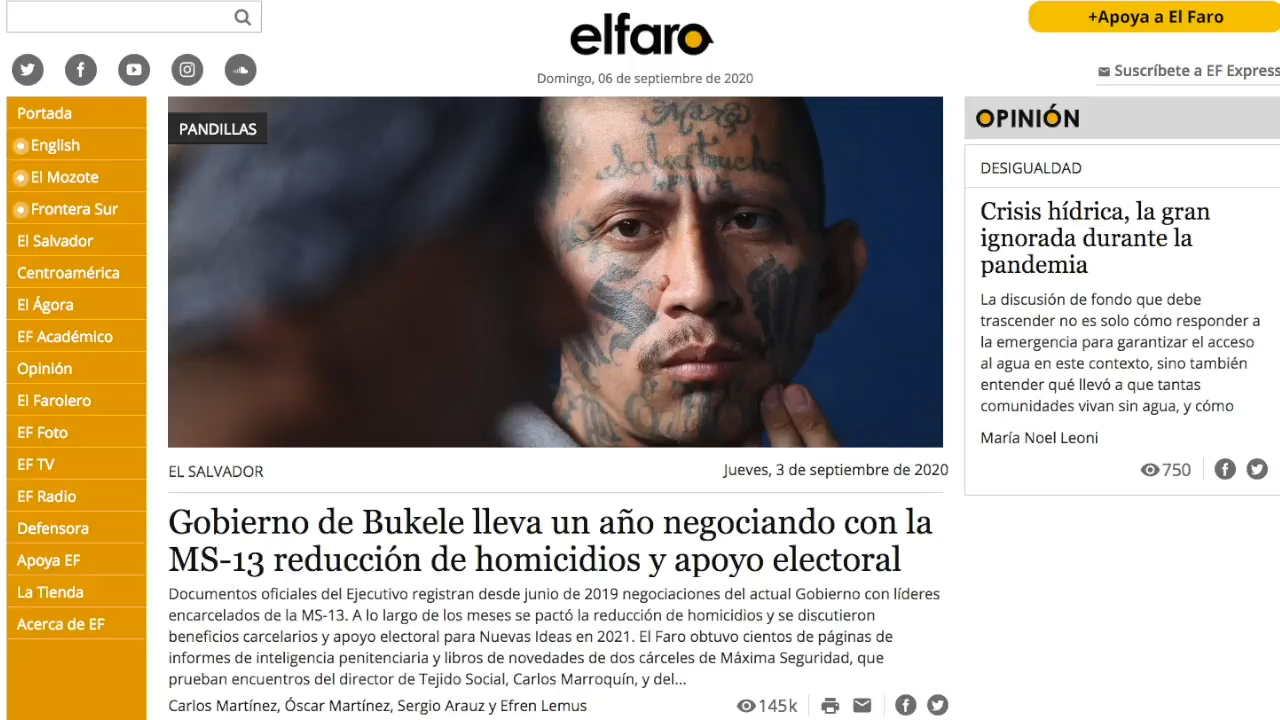 elfaro
Domingo, 06 de septiembre de 2020
+Apoya a El Faro
Suscríbete a EF Express
Portada
English
El Mozote
Frontera Sur
El Salvador
Centroamérica
El Ágora
EF Académico
Opinión
El Farolero
EF Foto
EF TV
EF Radio
Defensora
Apoya EF
La Tienda
Acerca de EF
PANDILLAS
Mara
Salvatrucha
EL SALVADOR
Jueves, 3 de septiembre de 2020
Gobierno de Bukele lleva un año negociando con la
MS-13 reducción de homicidios y apoyo electoral
Documentos oficiales del Ejecutivo registran desde junio de 2019 negociaciones del actual Gobierno con líderes
encarcelados de la MS-13. A lo largo de los meses se pactó la reducción de homicidios y se discutieron
beneficios carcelarios y apoyo electoral para Nuevas Ideas en 2021. El Faro obtuvo cientos de páginas de
informes de inteligencia penitenciaria y libros de novedades de dos cárceles de Máxima Seguridad, que
prueban encuentros del director de Tejido Social, Carlos Marroquín, y del...
Carlos Martínez, Óscar Martínez, Sergio Arauz y Efren Lemus
145k
OPINIÓN
DESIGUALDAD
Crisis hídrica, la gran
ignorada durante la
pandemia
La discusión de fondo que debe
trascender no es solo cómo responder a
la emergencia para garantizar el acceso
al agua en este contexto, sino también
entender qué llevó a que tantas
comunidades vivan sin agua, y cómo
María Noel Leoni
750